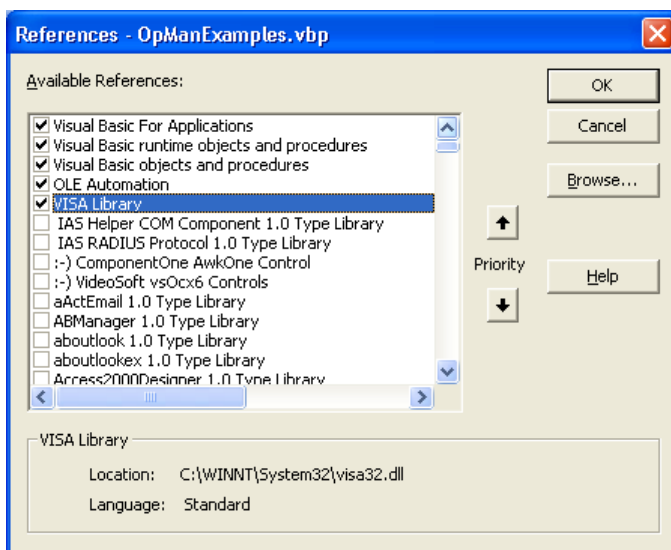 References - OpManExamples.vbp
Available References:
OK
Cancel
Browse...
Priority
Help
Visual Basic For Applications
Visual Basic runtime objects and procedures
Visual Basic objects and procedures
OLE Automation
VISA Library
IAS Helper COM Component 1.0 Type Library
IAS RADIUS Protocol 1.0 Type Library
:-) ComponentOne AwkOne Control
:-) VideoSoft vsOcx6 Controls
aActEmail 1.0 Type Library
ABManager 1.0 Type Library
aboutlook 1.0 Type Library
aboutlookex 1.0 Type Library
Access2000Designer 1.0 Type Library
VISA Library
Location: C:\WINNT\System32\visa32.dll
Language: Standard